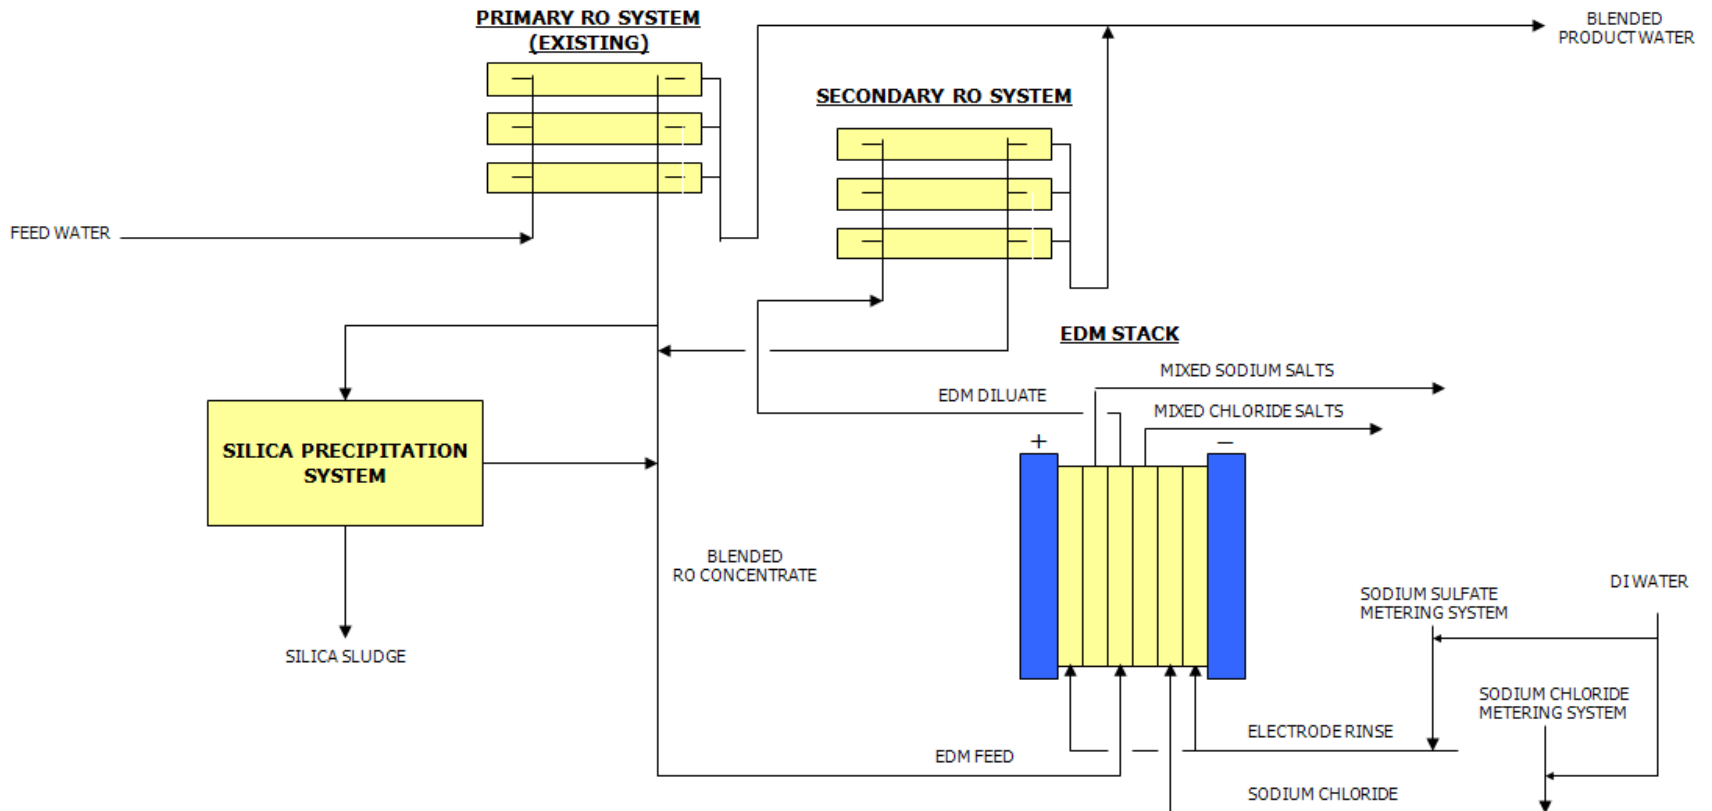 PRIMARY RO SYSTEM
(EXISTING)
BLENDED
PRODUCT WATER
SECONDARY RO SYSTEM
FEED WATER
EDM STACK
MIXED SODIUM SALTS
EDM DILUATE
MIXED CHLORIDE SALTS
+
−
SILICA PRECIPITATION
SYSTEM
BLENDED
RO CONCENTRATE
SODIUM SULFATE
METERING SYSTEM
DI WATER
SILICA SLUDGE
SODIUM CHLORIDE
METERING SYSTEM
ELECTRODE RINSE
EDM FEED
SODIUM CHLORIDE